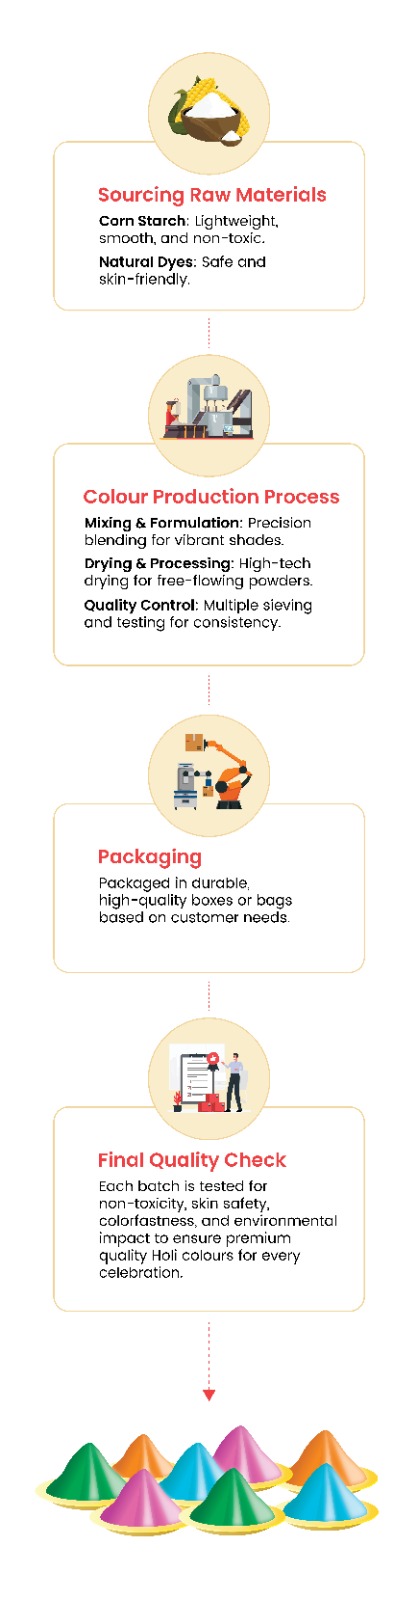 Sourcing Raw Materials
Corn Starch: Lightweight,
smooth, and non-toxic.
Natural Dyes: Safe and
skin-friendly.
Colour Production Process
Mixing & Formulation: Precision
blending for vibrant shades.
Drying & Processing: High-tech
drying for free-flowing powders.
Quality Control: Multiple sieving
and testing for consistency.
Packaging
Packaged in durable,
high-quality boxes or bags
based on customer needs.
Final Quality Check
Each batch is tested for
non-toxicity, skin safety,
colorfastness, and environmental
impact to ensure premium
quality Holi colours for every
celebration.